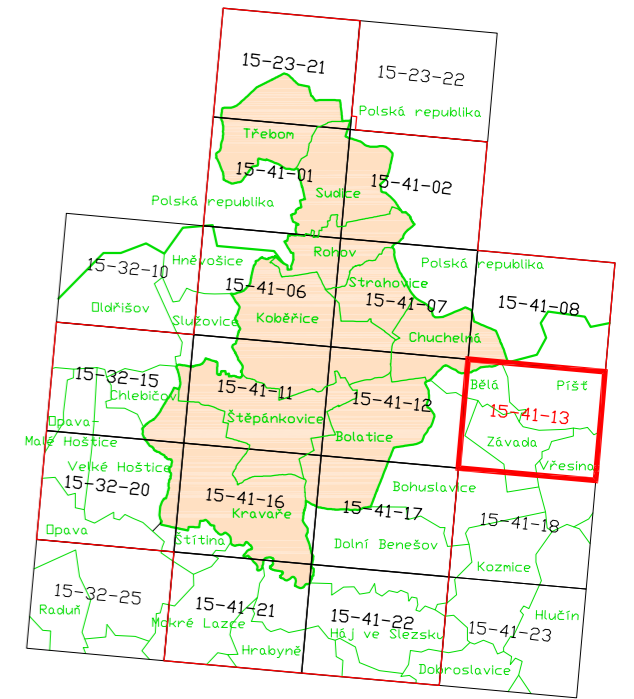 15-23-21
15-23-22
Polská republika
Třebom
15-41-01
15-41-02
Sudice
Polská republika
Rohov
Hněvošice
Polská republika
15-32-10
15-41-06
Strahovice
15-41-07
15-41-08
Oldřišov
Služovice
Koběřice
Chuchelná
15-32-15
Chlebičov
15-41-11
15-41-12
Bělá
Píšť
15-41-13
Opava-
Malé Hoštice
Štěpánkovice
Bolatice
Závada
Velké Hoštice
Vřesina
15-32-20
15-41-16
Kravaře
Bohuslavice
15-41-17
15-41-18
Opava
Štítina
Dolní Benešov
Kozmice
15-32-25
Raduň
15-41-21
Mokré Lazce
15-41-22
Háj ve Slezsku
Hlučín
15-41-23
Hrabyně
Dobroslavice